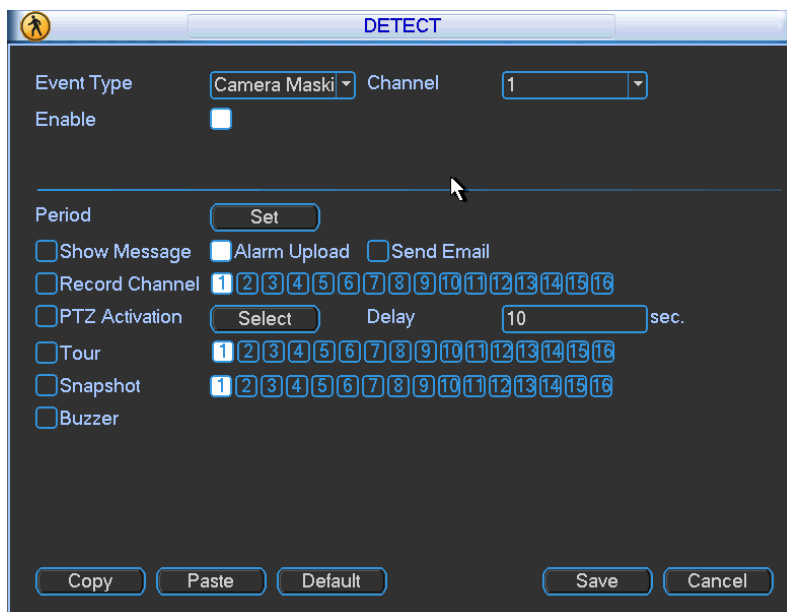 DETECT
Event Type Camera Maski Channel 1
Enable
Period Set
Show Message Alarm Upload Send Email
Record Channel 1 2 3 4 5 6 7 8 9 10 11 12 13 14 15 16
PTZ Activation Select Delay 10 sec.
Tour 1 2 3 4 5 6 7 8 9 10 11 12 13 14 15 16
Snapshot 1 2 3 4 5 6 7 8 9 10 11 12 13 14 15 16
Buzzer
Copy Paste Default Save Cancel